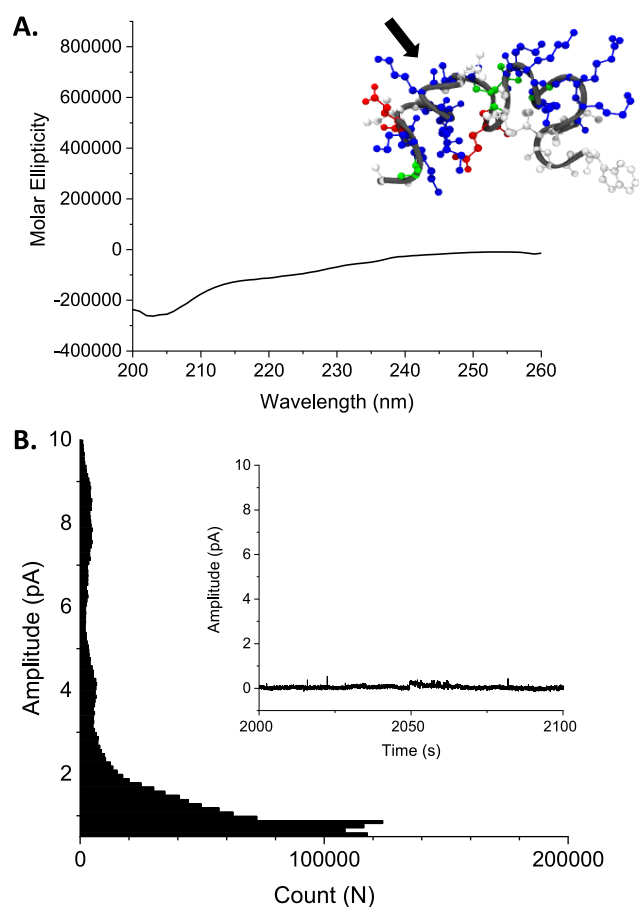 A.
800000
600000
400000
200000
0
-200000
-400000
Molar Ellipticity
200 210 220 230 240 250 260
Wavelength (nm)
B.
10
8
6
4
2
Amplitude (pA)
0 100000 200000
Count (N)
10
8
6
4
2
0
Amplitude (pA)
2000 2050 2100
Time (s)